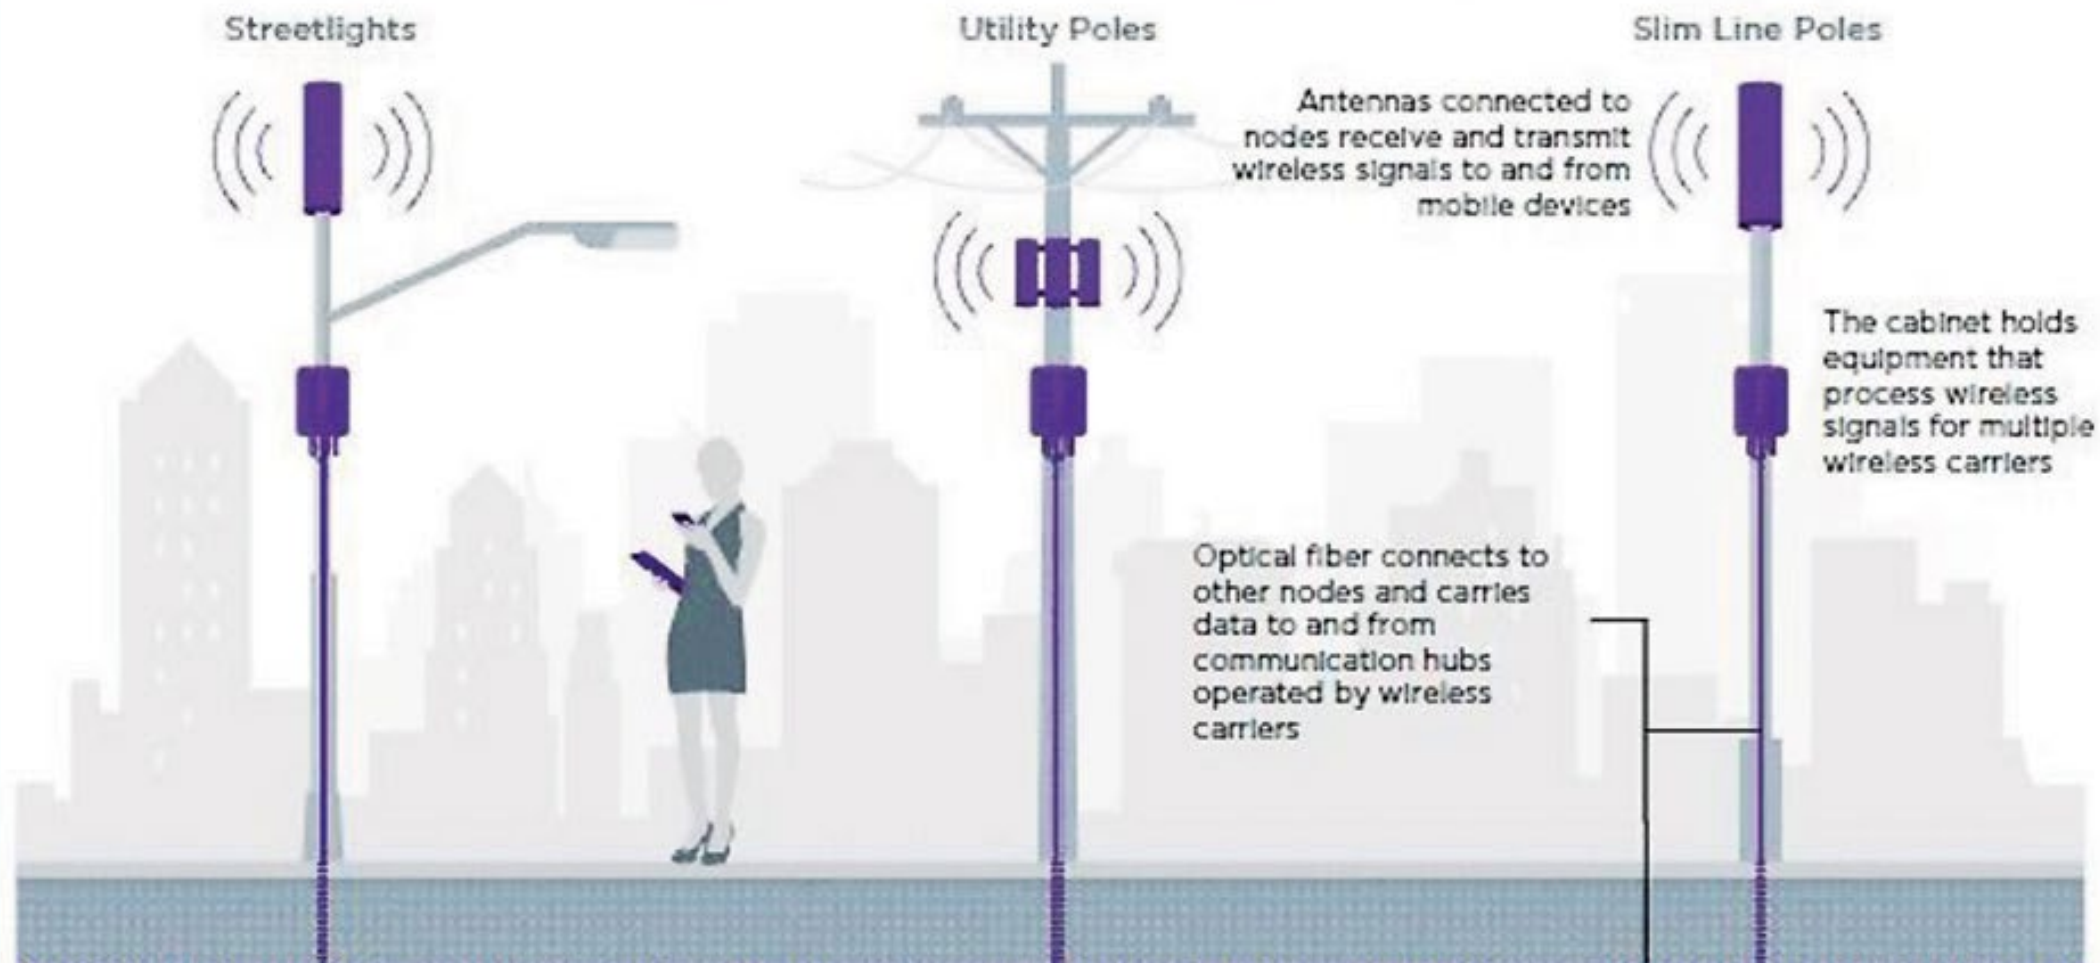 Streetlights
Utility Poles
Slim Line Poles
Antennas connected to
nodes receive and transmit
wireless signals to and from
mobile devices
The cabinet holds
equipment that
process wireless
signals for multiple
wireless carriers
Optical fiber connects to
other nodes and carries
data to and from
communication hubs
operated by wireless
carriers